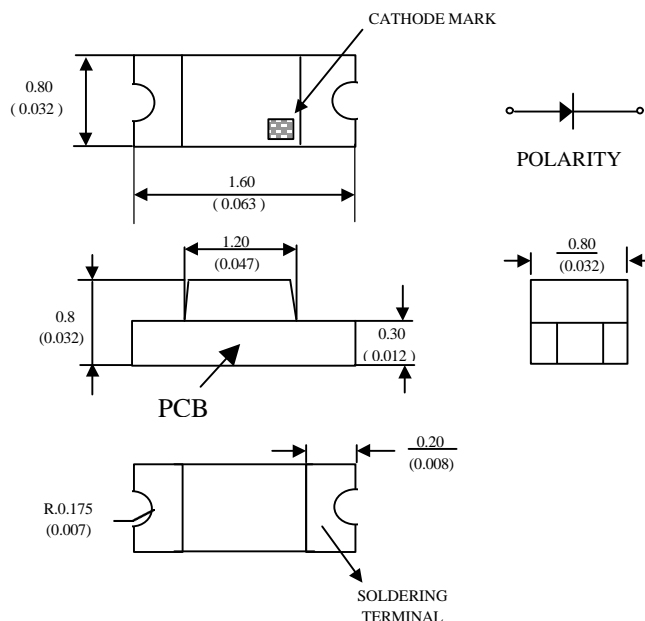 CATHODE MARK
0.80
( 0.032)
POLARITY
1.60
( 0.063)
1.20
(0.047)
0.80
(0.032)
0.8
(0.032)
0.30
( 0.012)
PCB
0.20
(0.008)
R.0.175
(0.007)
SOLDERING
TERMINAL